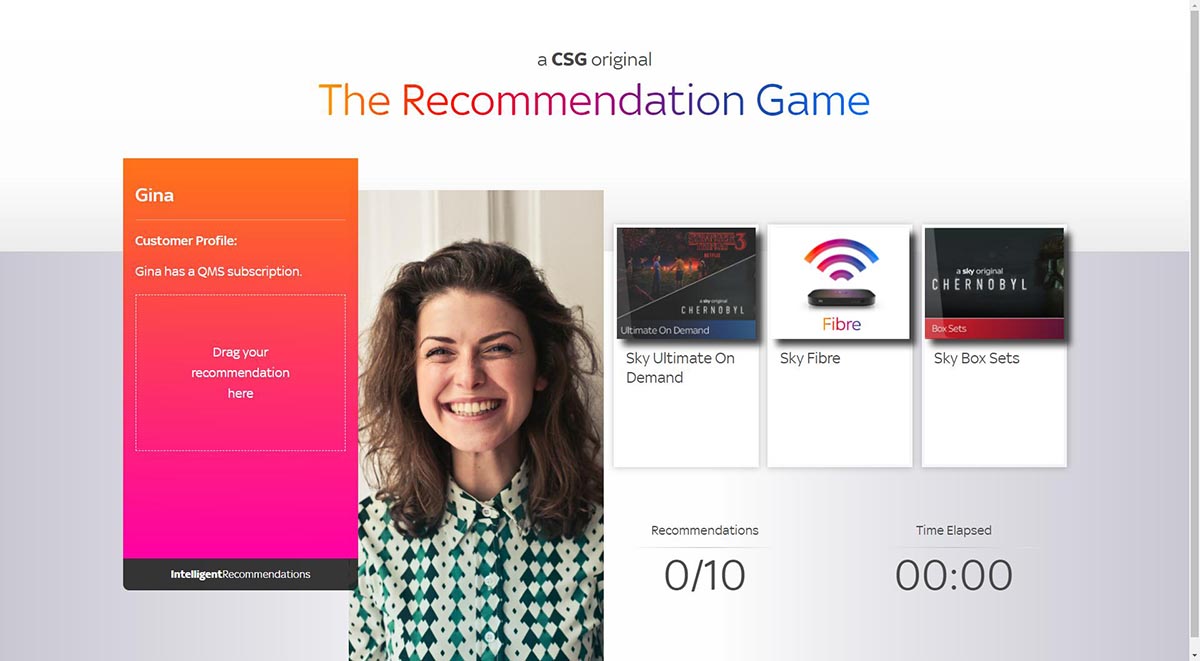 a CSG original
The Recommendation Game
Gina
Customer Profile:
Gina has a QMS subscription.
Drag your
recommendation
here
IntelligentRecommendations
STRANGER THINGS 3
NETFLIX
a sky original
CHERNOBYL
Ultimate On Demand
Sky Ultimate On
Demand
Fibre
Sky Fibre
a sky original
CHERNOBYL
Box Sets
Sky Box Sets
Recommendations
0/10
Time Elapsed
00:00